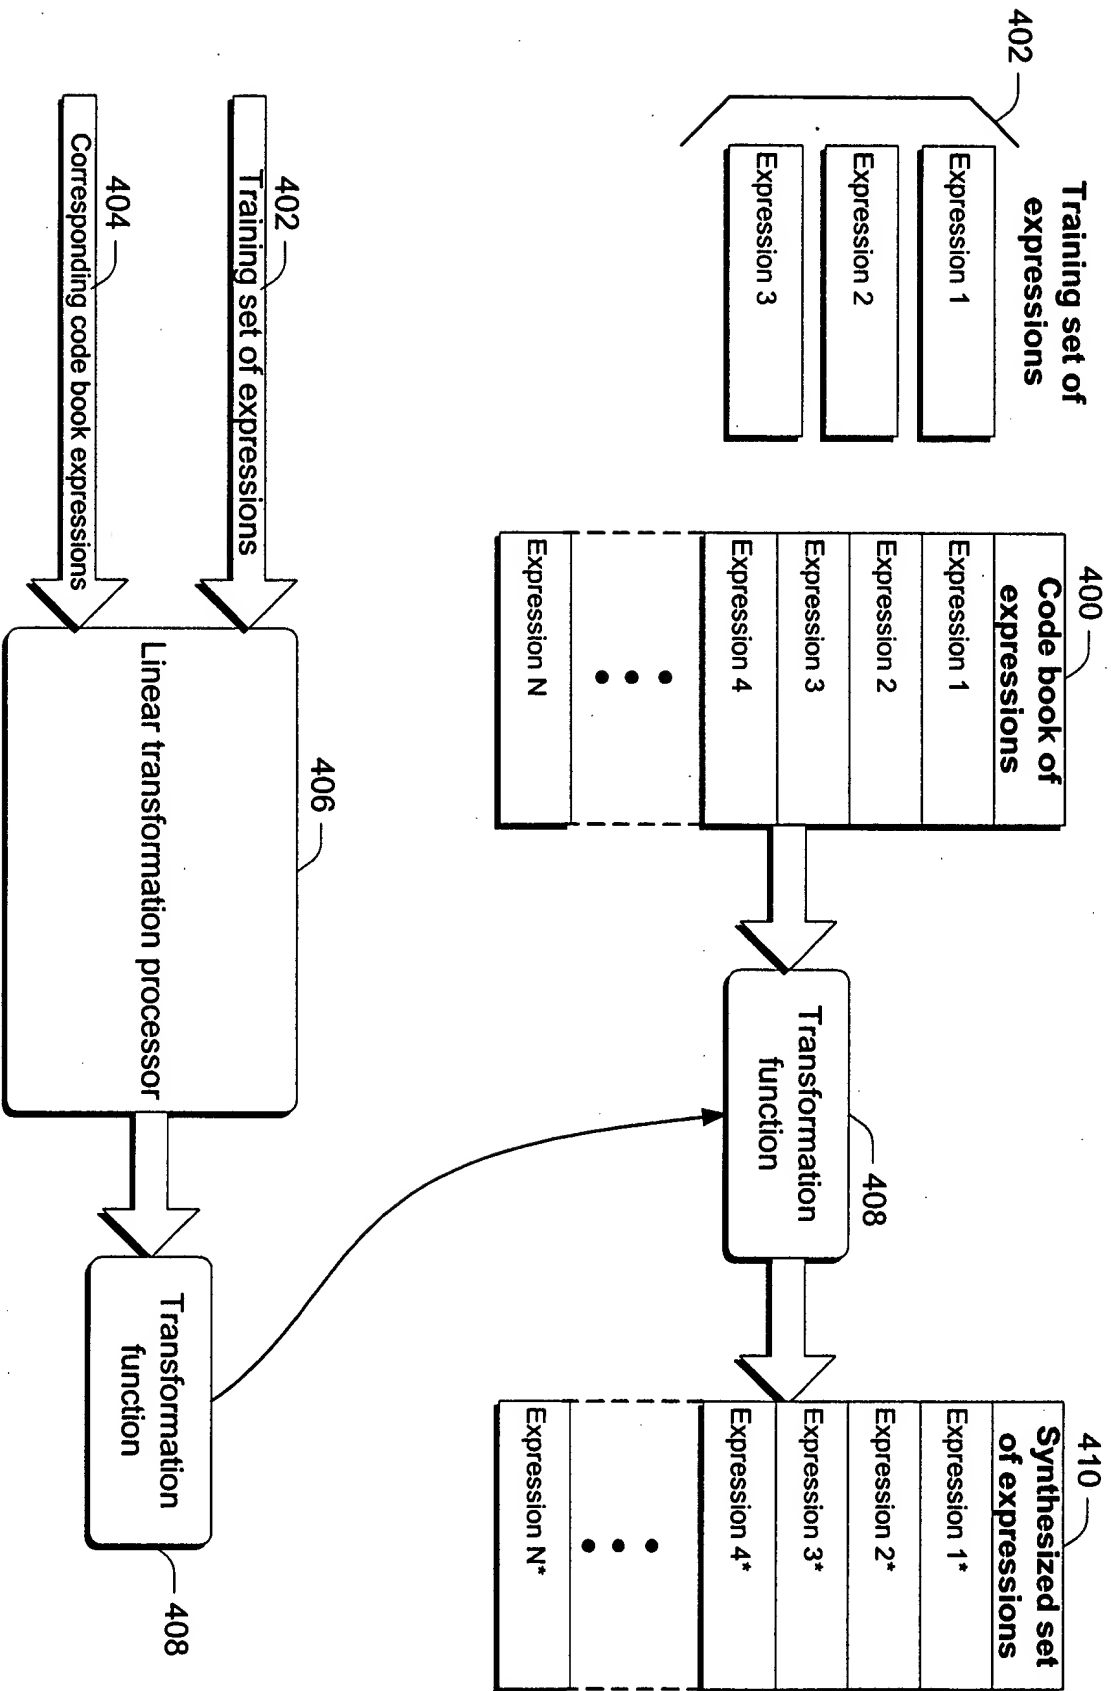 402
Training set of
expressions
Expression 1
Expression 2
Expression 3
400
Code book of
expressions
Expression 1
Expression 2
Expression 3
Expression 4
Expression N
408
Transformation
function
410
Synthesized set
of expressions
Expression 1*
Expression 2*
Expression 3*
Expression 4*
Expression N*
402
Training set of expressions
404
Corresponding code book expressions
406
Linear transformation processor
Transformation
function
408